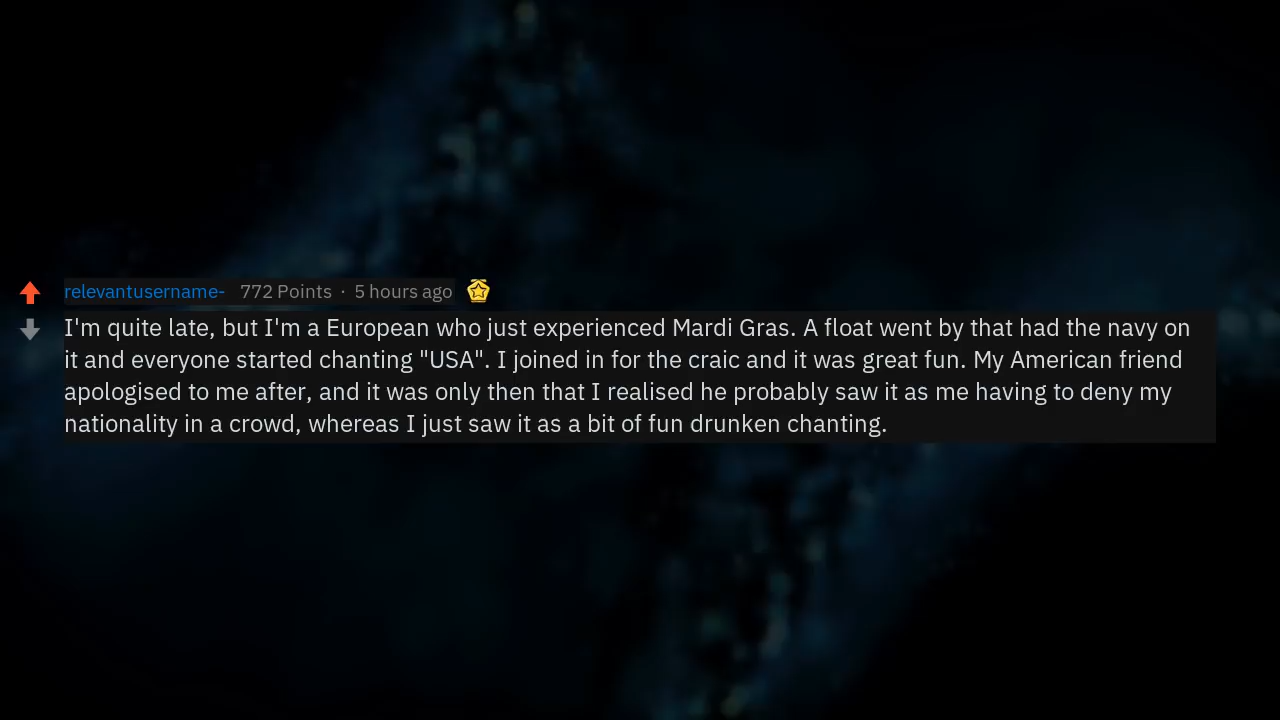 relevantusername- 772 Points · 5 hours ago
I'm quite late, but I'm a European who just experienced Mardi Gras. A float went by that had the navy on
it and everyone started chanting "USA". I joined in for the craic and it was great fun. My American friend
apologised to me after, and it was only then that I realised he probably saw it as me having to deny my
nationality in a crowd, whereas I just saw it as a bit of fun drunken chanting.